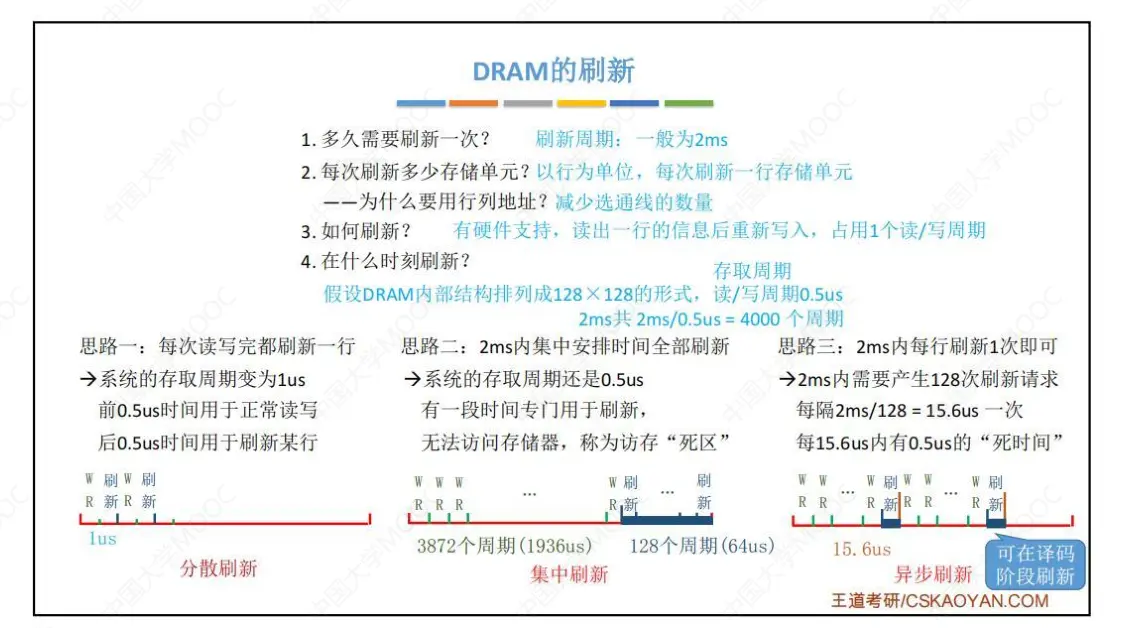 DRAM的刷新
1. 多久需要刷新一次？ 刷新周期：一般为2ms
2. 每次刷新多少存储单元？以行为单位，每次刷新一行存储单元
——为什么要用行列地址？减少选通线的数量
3. 如何刷新？ 有硬件支持，读出一行的信息后重新写入，占用1个读/写周期
4. 在什么时刻刷新？
存取周期
假设DRAM内部结构排列成128×128的形式，读/写周期0.5us
2ms共 2ms/0.5us = 4000 个周期
思路一：每次读写完都刷新一行
→系统的存取周期变为1us
前0.5us时间用于正常读写
后0.5us时间用于刷新某行
W R 刷新 W R 刷新
1us
分散刷新
思路二：2ms内集中安排时间全部刷新
→系统的存取周期还是0.5us
有一段时间专门用于刷新，
无法访问存储器，称为访存“死区”
W R W R W R ... W R 刷新 ... 刷新
3872个周期(1936us) 128个周期(64us)
集中刷新
思路三：2ms内每行刷新1次即可
→2ms内需要产生128次刷新请求
每隔2ms/128 = 15.6us 一次
每15.6us内有0.5us的“死时间”
W R W R ... W R 刷新 W R W R ... W R 刷新
15.6us
可在译码
阶段刷新
异步刷新
王道考研/CSKAOYAN.COM
中国大学MOOC